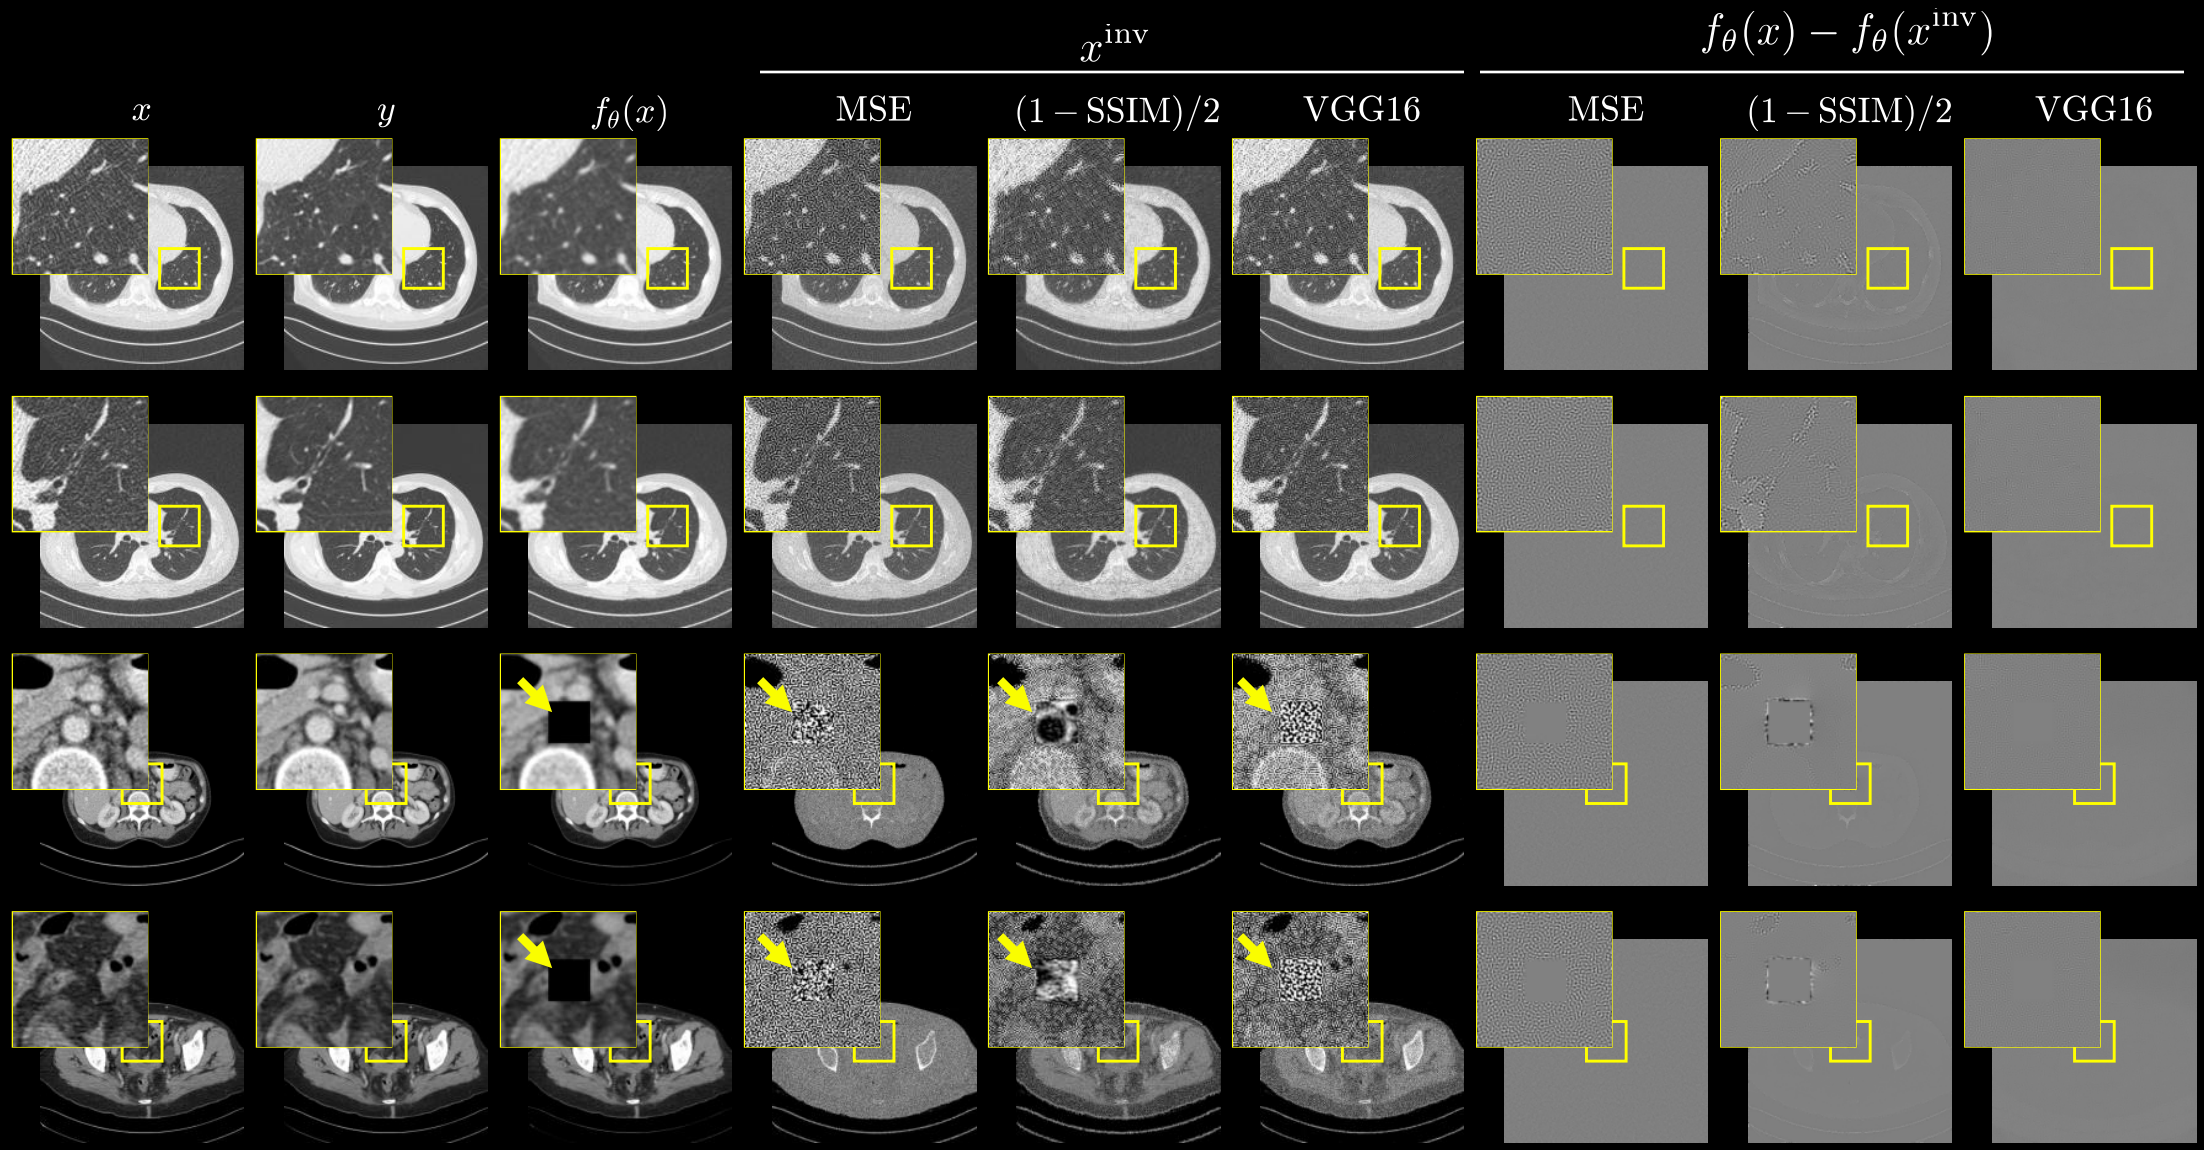 x^inv
f_θ(x) − f_θ(x^inv)
x y f_θ(x) MSE (1 − SSIM)/2 VGG16 MSE (1 − SSIM)/2 VGG16